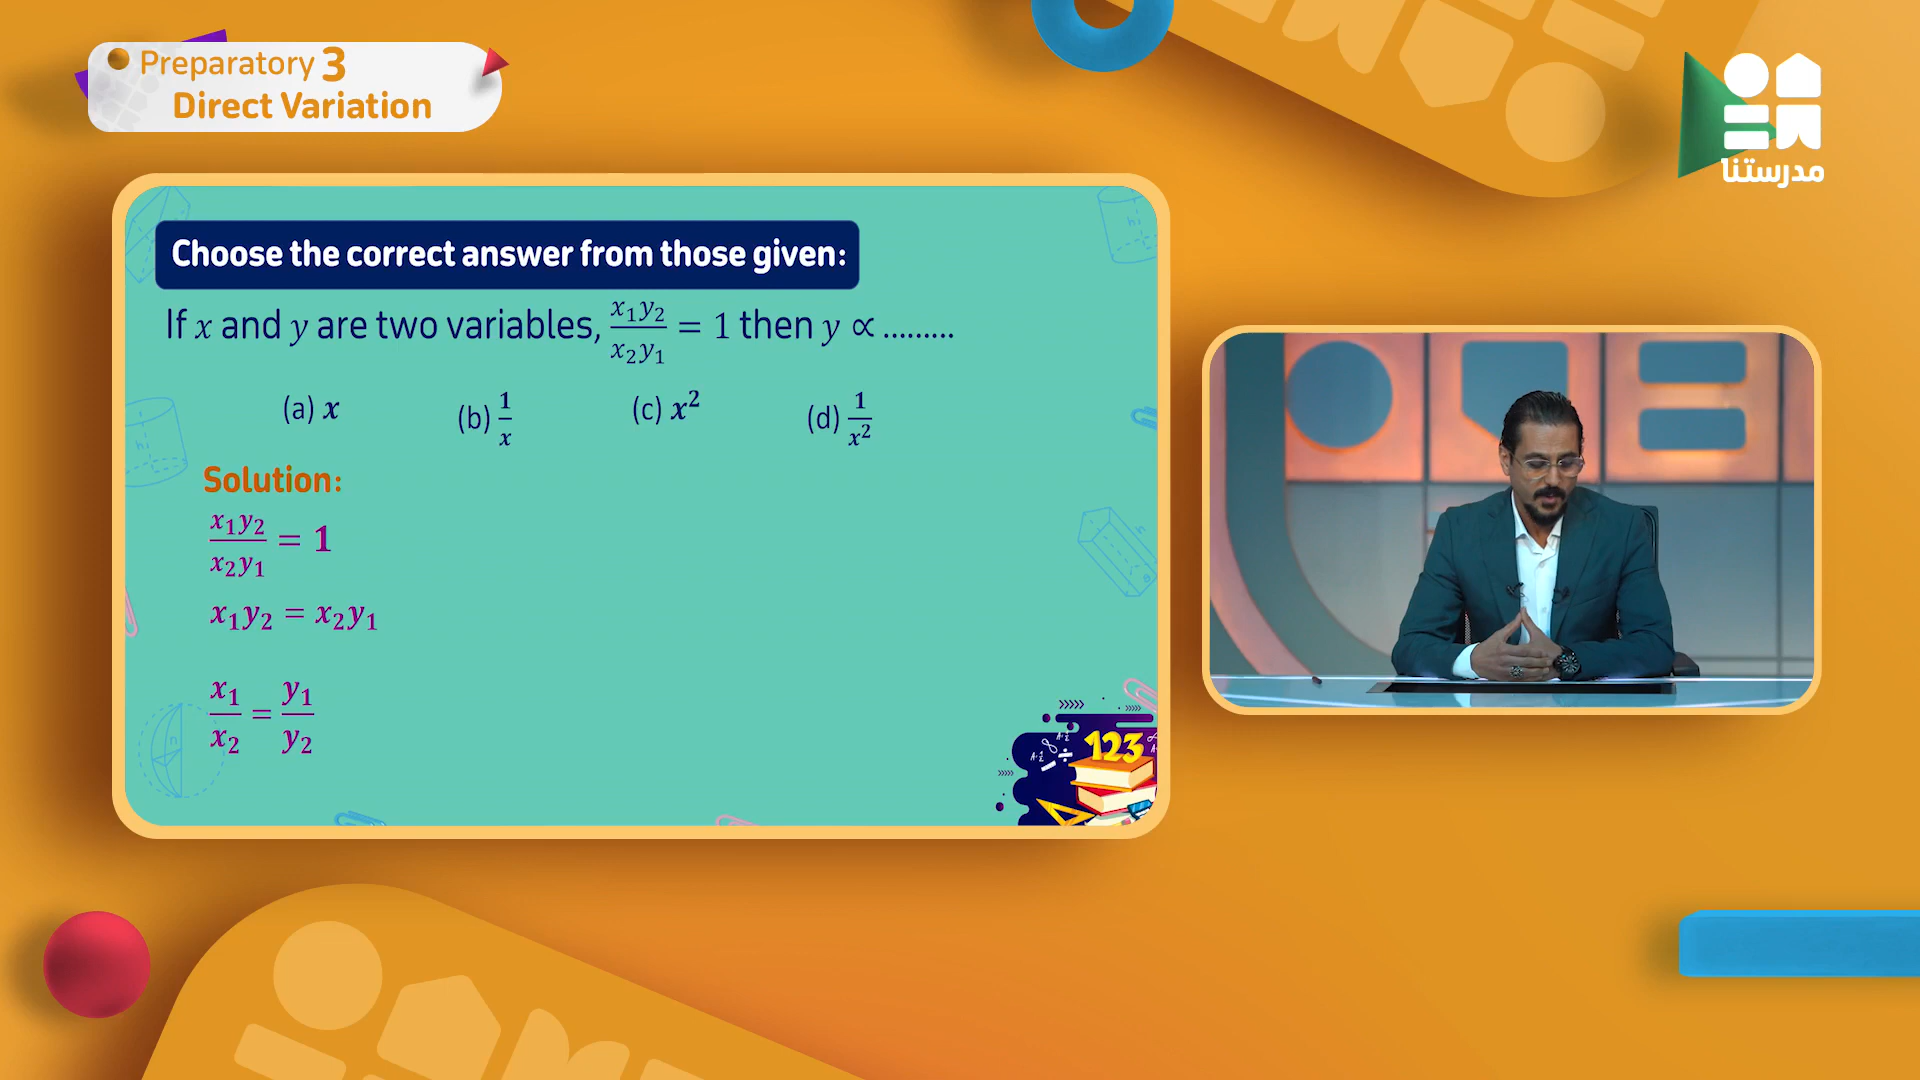 Preparatory 3
Direct Variation
مدرستنا
Choose the correct answer from those given:
If x and y are two variables, x₁y₂/x₂y₁ = 1 then y ∝ .........
(a) x (b) 1/x (c) x² (d) 1/x²
Solution:
x₁y₂/x₂y₁ = 1
x₁y₂ = x₂y₁
x₁/x₂ = y₁/y₂
123